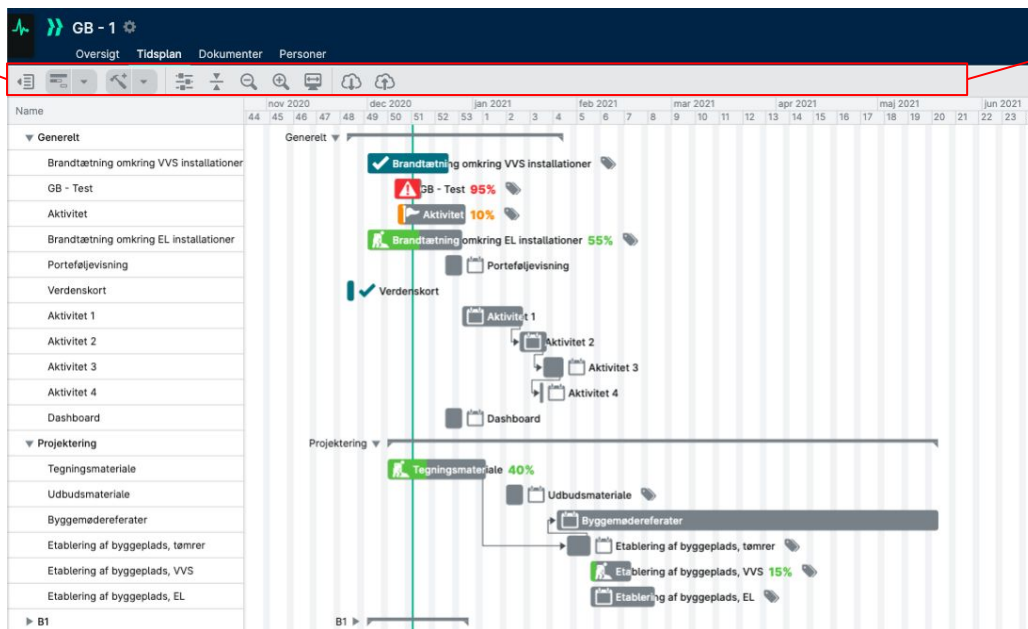 GB - 1
Oversigt Tidsplan Dokumenter Personer
Name
nov 2020 dec 2020 jan 2021 feb 2021 mar 2021 apr 2021 maj 2021 jun 2021
44 45 46 47 48 49 50 51 52 53 1 2 3 4 5 6 7 8 9 10 11 12 13 14 15 16 17 18 19 20 21 22 23
Generelt Generelt
Brandtætning omkring VVS installationer Brandtætning omkring VVS installationer
GB - Test GB - Test 95%
Aktivitet Aktivitet 10%
Brandtætning omkring EL installationer Brandtætning omkring EL installationer 55%
Porteføljevisning Porteføljevisning
Verdenskort Verdenskort
Aktivitet 1 Aktivitet 1
Aktivitet 2 Aktivitet 2
Aktivitet 3 Aktivitet 3
Aktivitet 4 Aktivitet 4
Dashboard Dashboard
Projektering Projektering
Tegningsmateriale Tegningsmateriale 40%
Udbudsmateriale Udbudsmateriale
Byggemødereferater Byggemødereferater
Etablering af byggeplads, tømrer Etablering af byggeplads, tømrer
Etablering af byggeplads, VVS Etablering af byggeplads, VVS 15%
Etablering af byggeplads, EL Etablering af byggeplads, EL
B1 B1